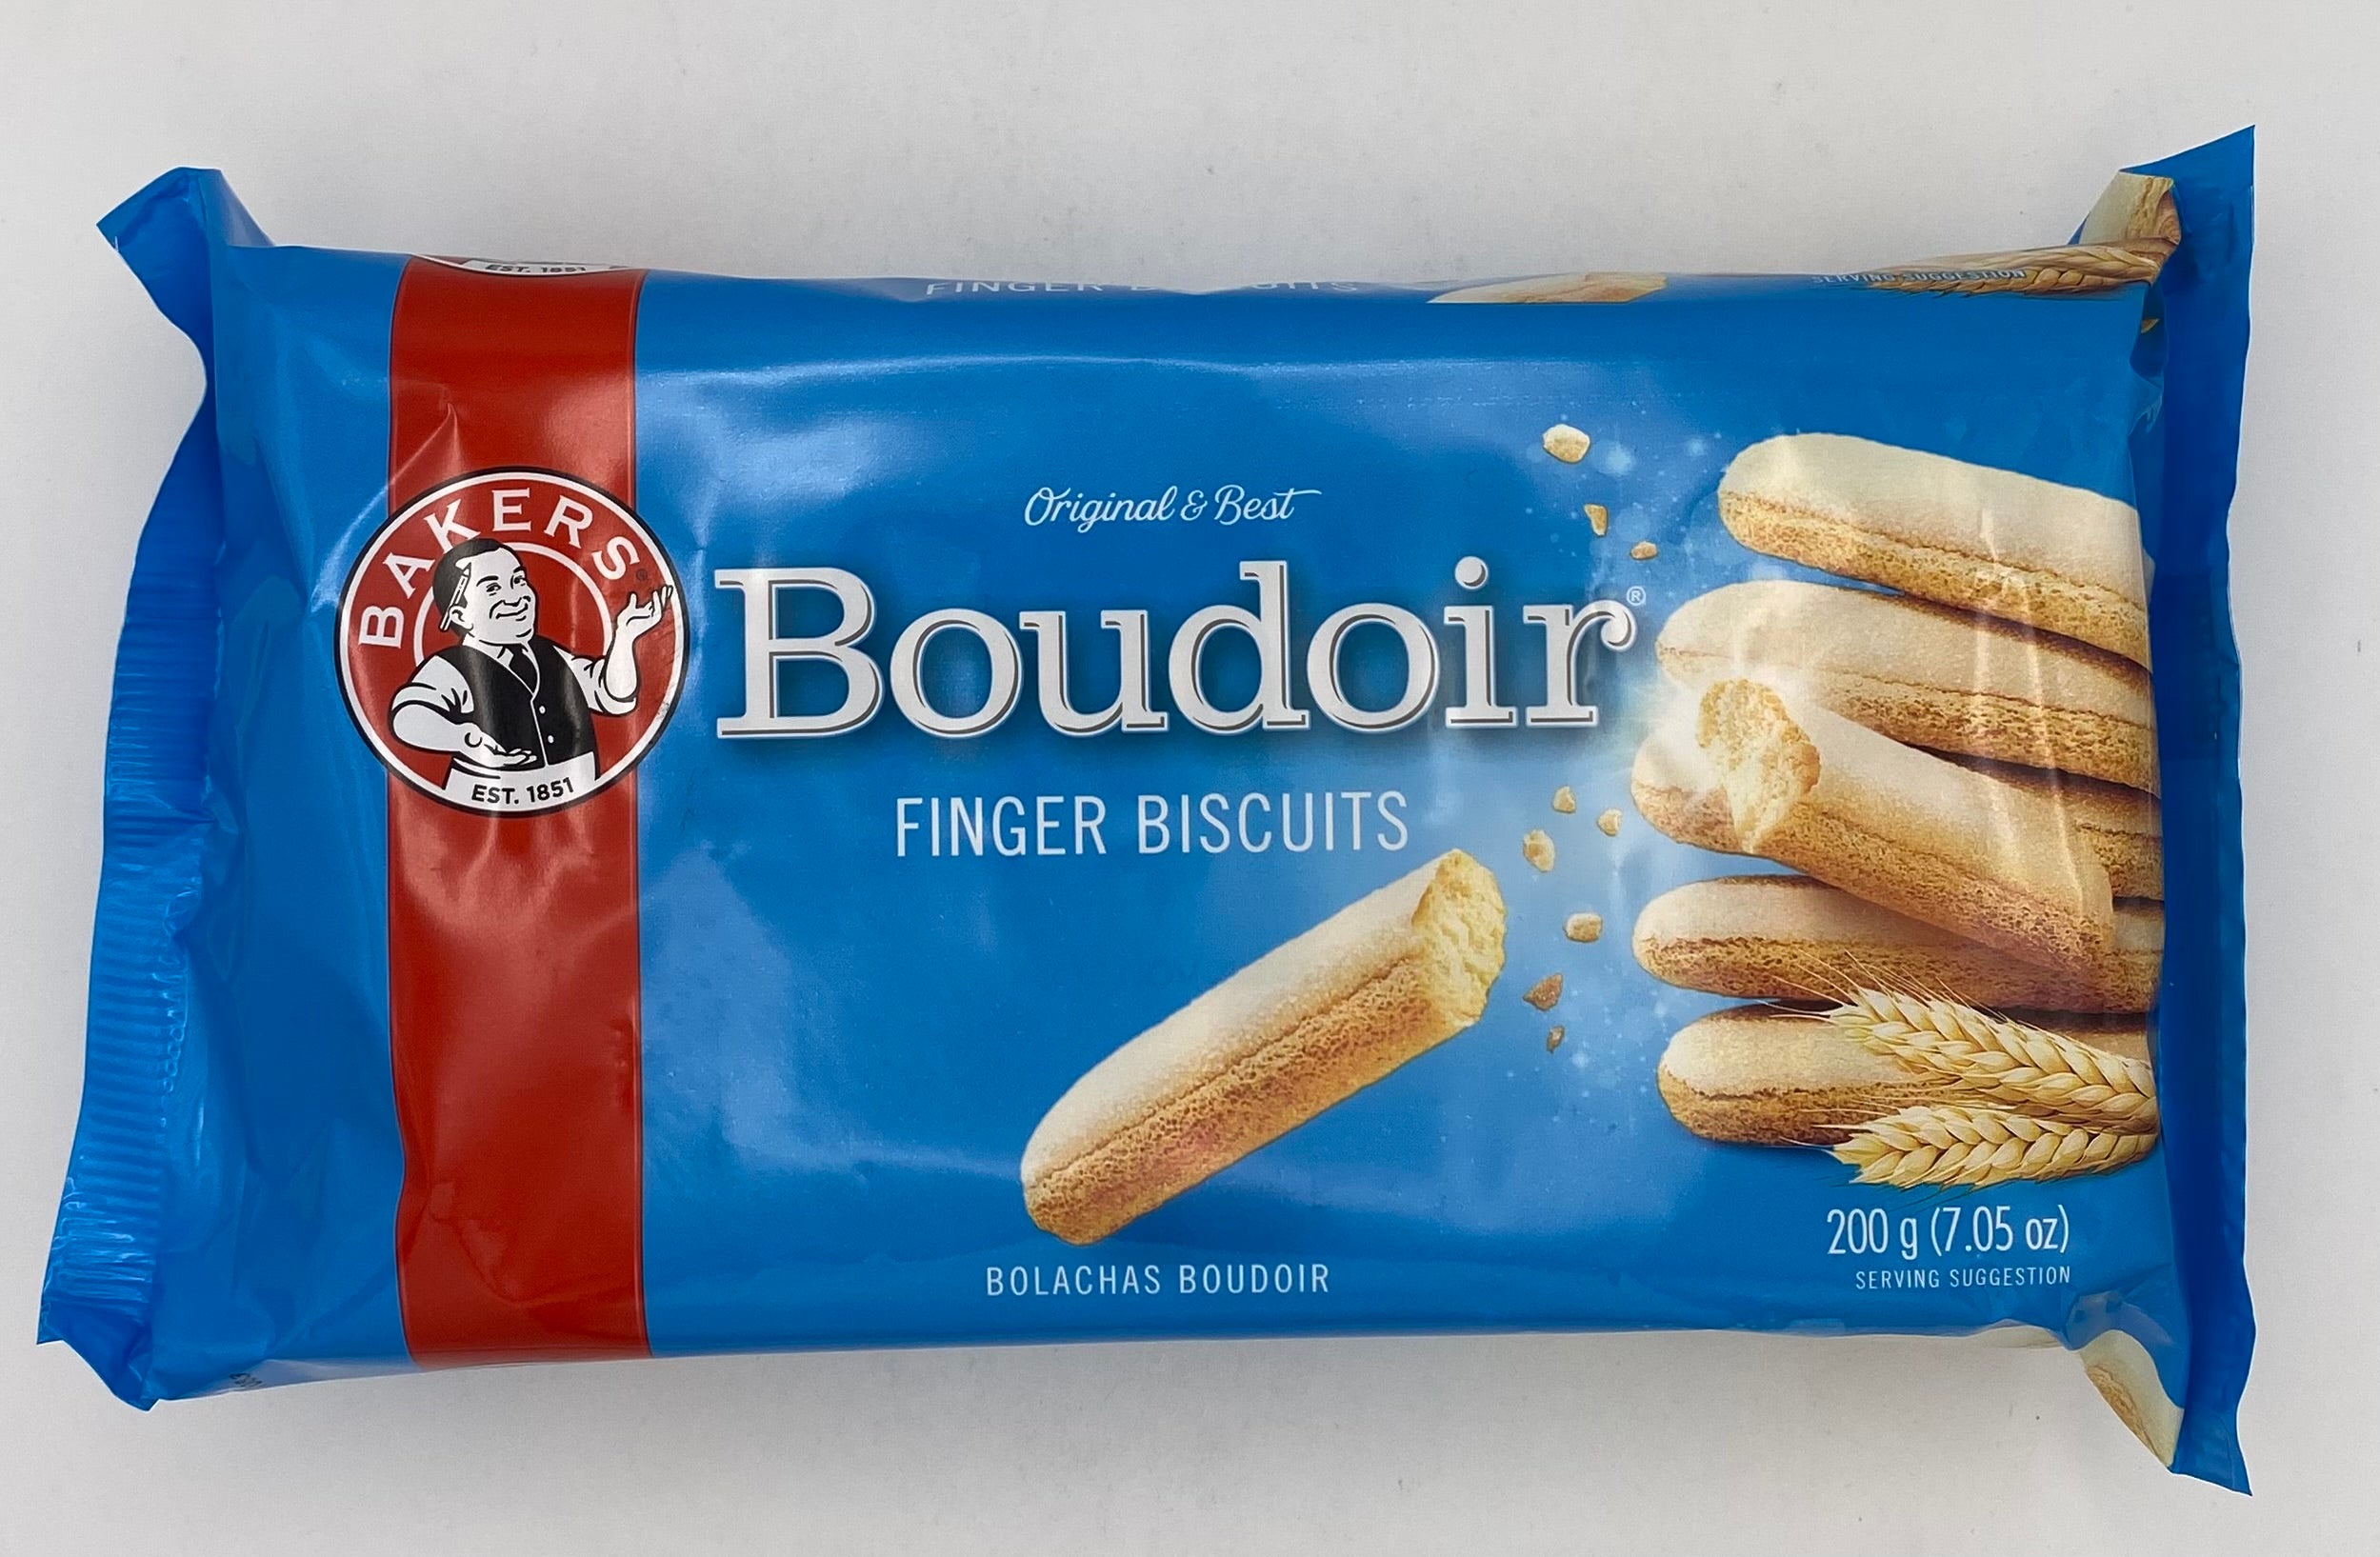 EST. 1851
FINGER BISCUITS
SERVING SUGGESTION
BAKERS®
EST. 1851
Original & Best
Boudoir®
FINGER BISCUITS
BOLACHAS BOUDOIR
200 g (7.05 oz)
SERVING SUGGESTION